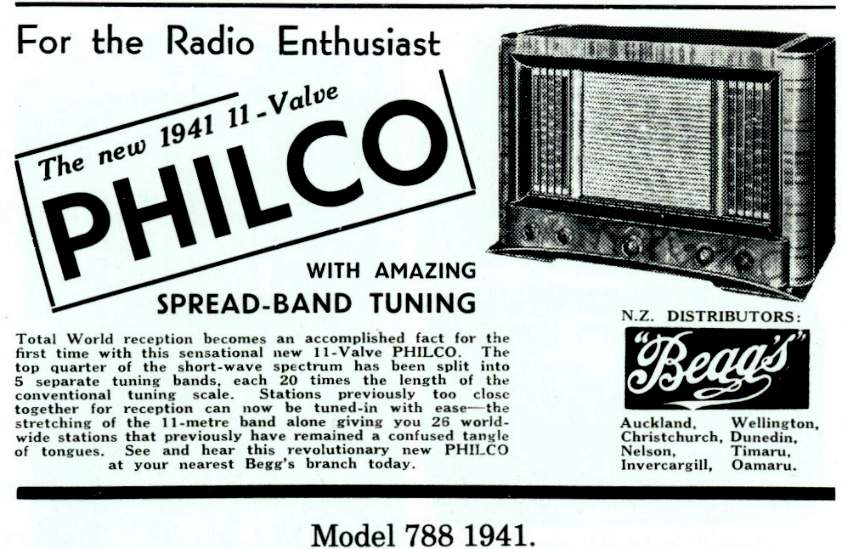 For the Radio Enthusiast
The new 1941 11-Valve
PHILCO
WITH AMAZING
SPREAD-BAND TUNING
Total World reception becomes an accomplished fact for the
first time with this sensational new 11-Valve PHILCO. The
top quarter of the short-wave spectrum has been split into
5 separate tuning bands, each 20 times the length of the
conventional tuning scale. Stations previously too close
together for reception can now be tuned-in with ease—the
stretching of the 11-metre band alone giving you 26 world-
wide stations that previously have remained a confused tangle
of tongues. See and hear this revolutionary new PHILCO
at your nearest Begg's branch today.
N.Z. DISTRIBUTORS:
"Begg's"
Auckland, Wellington,
Christchurch, Dunedin,
Nelson, Timaru,
Invercargill, Oamaru.
Model 788 1941.